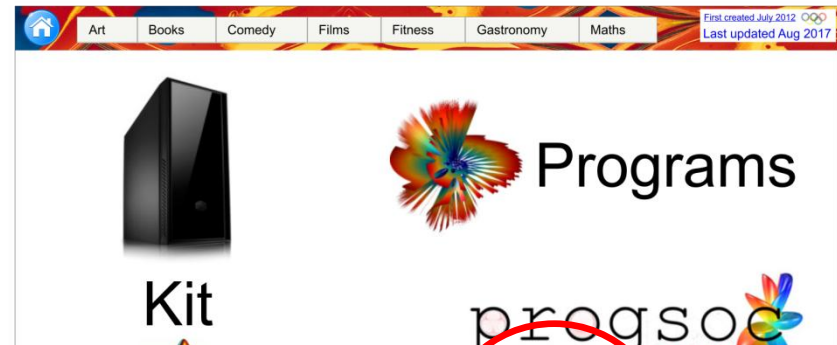 First created July 2012
Art Books Comedy Films Fitness Gastronomy Maths
Last updated Aug 2017
Programs
Kit
progsoc